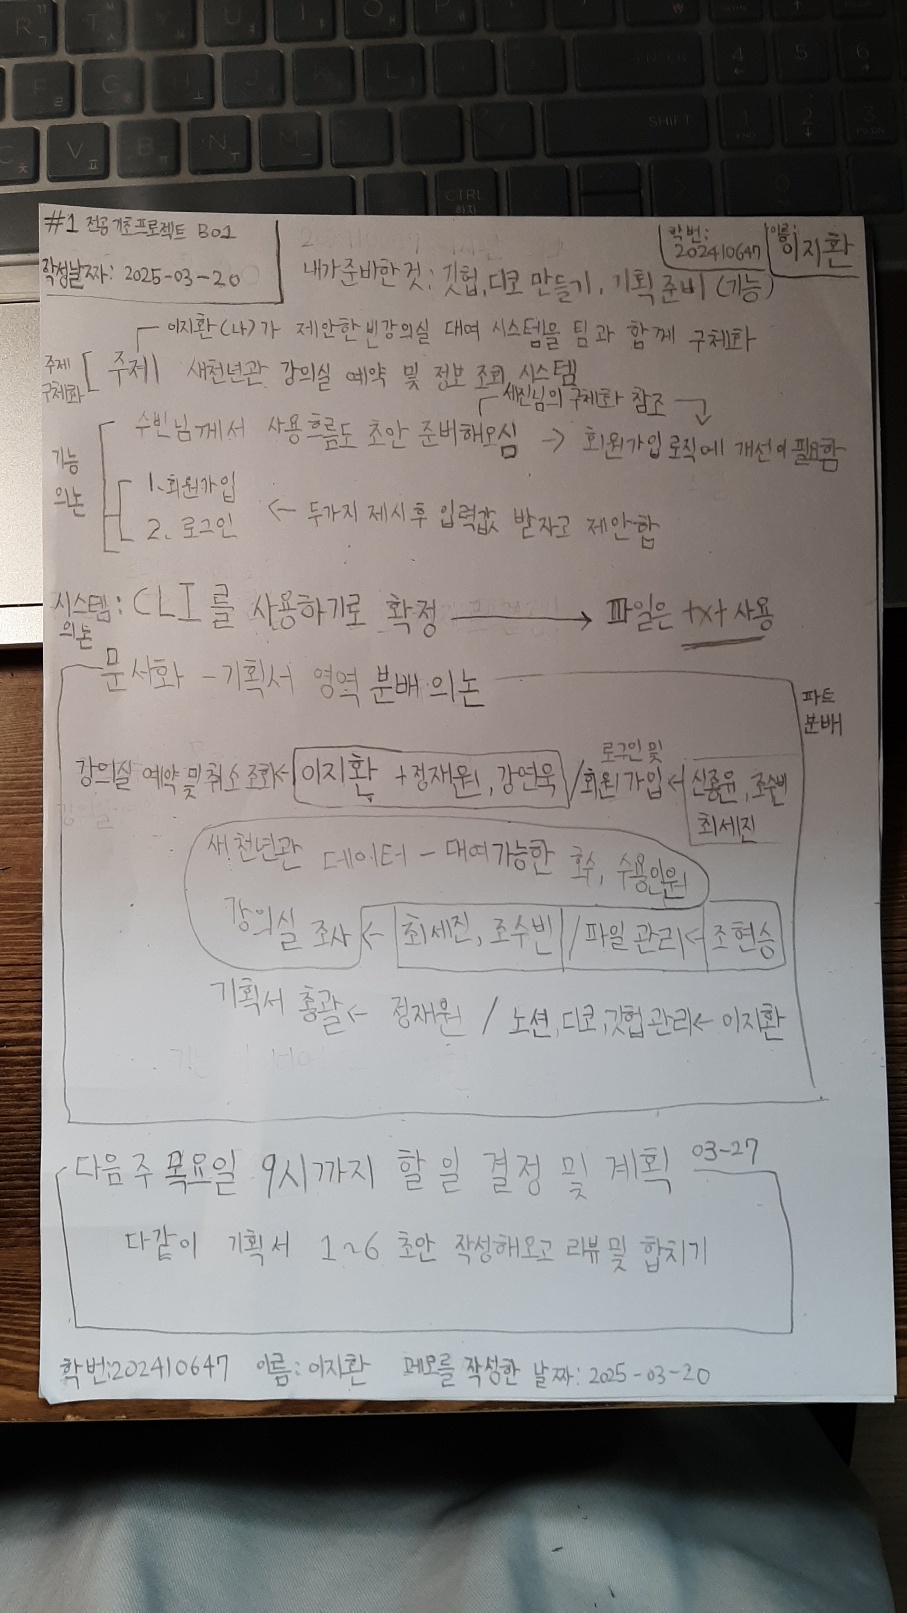 #1 전공기초프로젝트 B01
작성날짜: 2025-03-20
학번: 202410647
이름: 이지환
내가 준비한 것: 깃헙, 디코 만들기, 기획 준비 (기능)
이지환(나)가 제안한 빈강의실 대여 시스템을 팀과 함께 구체화
주제 구체화
주제 새천년관 강의실 예약 및 정보 조회 시스템
세진님의 구체화 참조
기능 의논
수빈님께서 사용흐름도 초안 준비해오심 → 회원가입 로직에 개선이 필요함
1. 회원가입
2. 로그인
← 두가지 제시 후 입력값 받자고 제안함
시스템 의논 : CLI를 사용하기로 확정 → 파일은 txt 사용
문서화 - 기획서 영역 분배 의논
파트 분배
강의실 예약 및 취소 조회 ← 이지환 + 정재원, 강연욱 / 로그인 및 회원가입 ← 신종윤, 조수빈 최세진
새천년관 데이터 - 대여가능한 호수, 수용인원
강의실 조사 ← 최세진, 조수빈 / 파일 관리 ← 조현승
기획서 총괄 ← 정재원 / 노션, 디코, 깃헙 관리 ← 이지환
다음주 목요일 9시까지 할 일 결정 및 계획 03-27
다같이 기획서 1~6 초안 작성해오고 리뷰 및 합치기
학번: 202410647 이름: 이지환 메모를 작성한 날짜: 2025-03-20